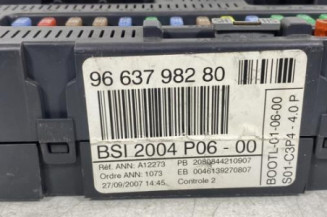 96 637 982 80
BSI 2004 P06 - 00
Réf. ANN: A12273 PB 2080844210907
Ordre ANN: 1073 EB 0046139270807
27/09/2007 14:45 Contrôle 2
BOOTL-01-06-00
S01-C3P4 - 4.0 P